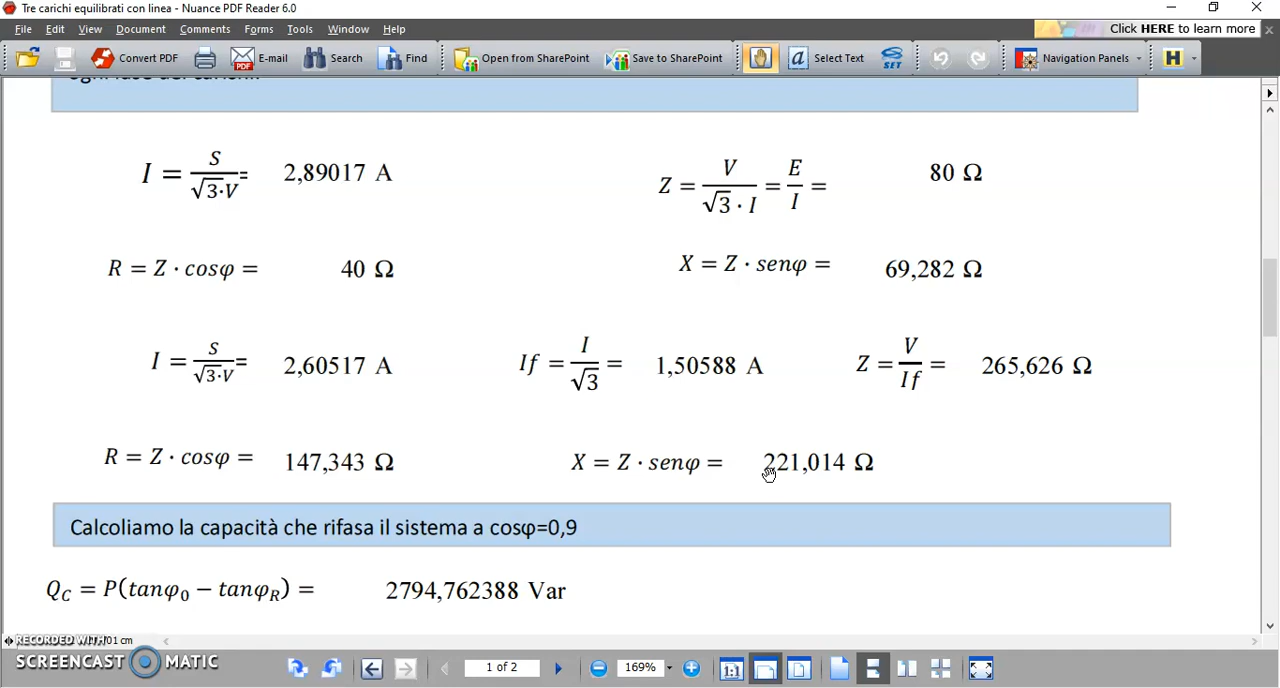 Tre carichi equilibrati con linea - Nuance PDF Reader 6.0
File Edit View Document Comments Forms Tools Window Help
Click HERE to learn more
Convert PDF E-mail Search Find Open from SharePoint Save to SharePoint a Select Text SET Navigation Panels H
I = S/√3·V = 2,89017 A
Z = V/√3 · I = E/I = 80 Ω
R = Z · cosφ = 40 Ω
X = Z · senφ = 69,282 Ω
I = S/√3·V = 2,60517 A
If = I/√3 = 1,50588 A
Z = V/If = 265,626 Ω
R = Z · cosφ = 147,343 Ω
X = Z · senφ = 221,014 Ω
Calcoliamo la capacità che rifasa il sistema a cosφ=0,9
Q_C = P(tanφ₀ − tanφ_R) = 2794,762388 Var
RECORDED WITH
SCREENCAST MATIC
1 of 2 169% 1:1